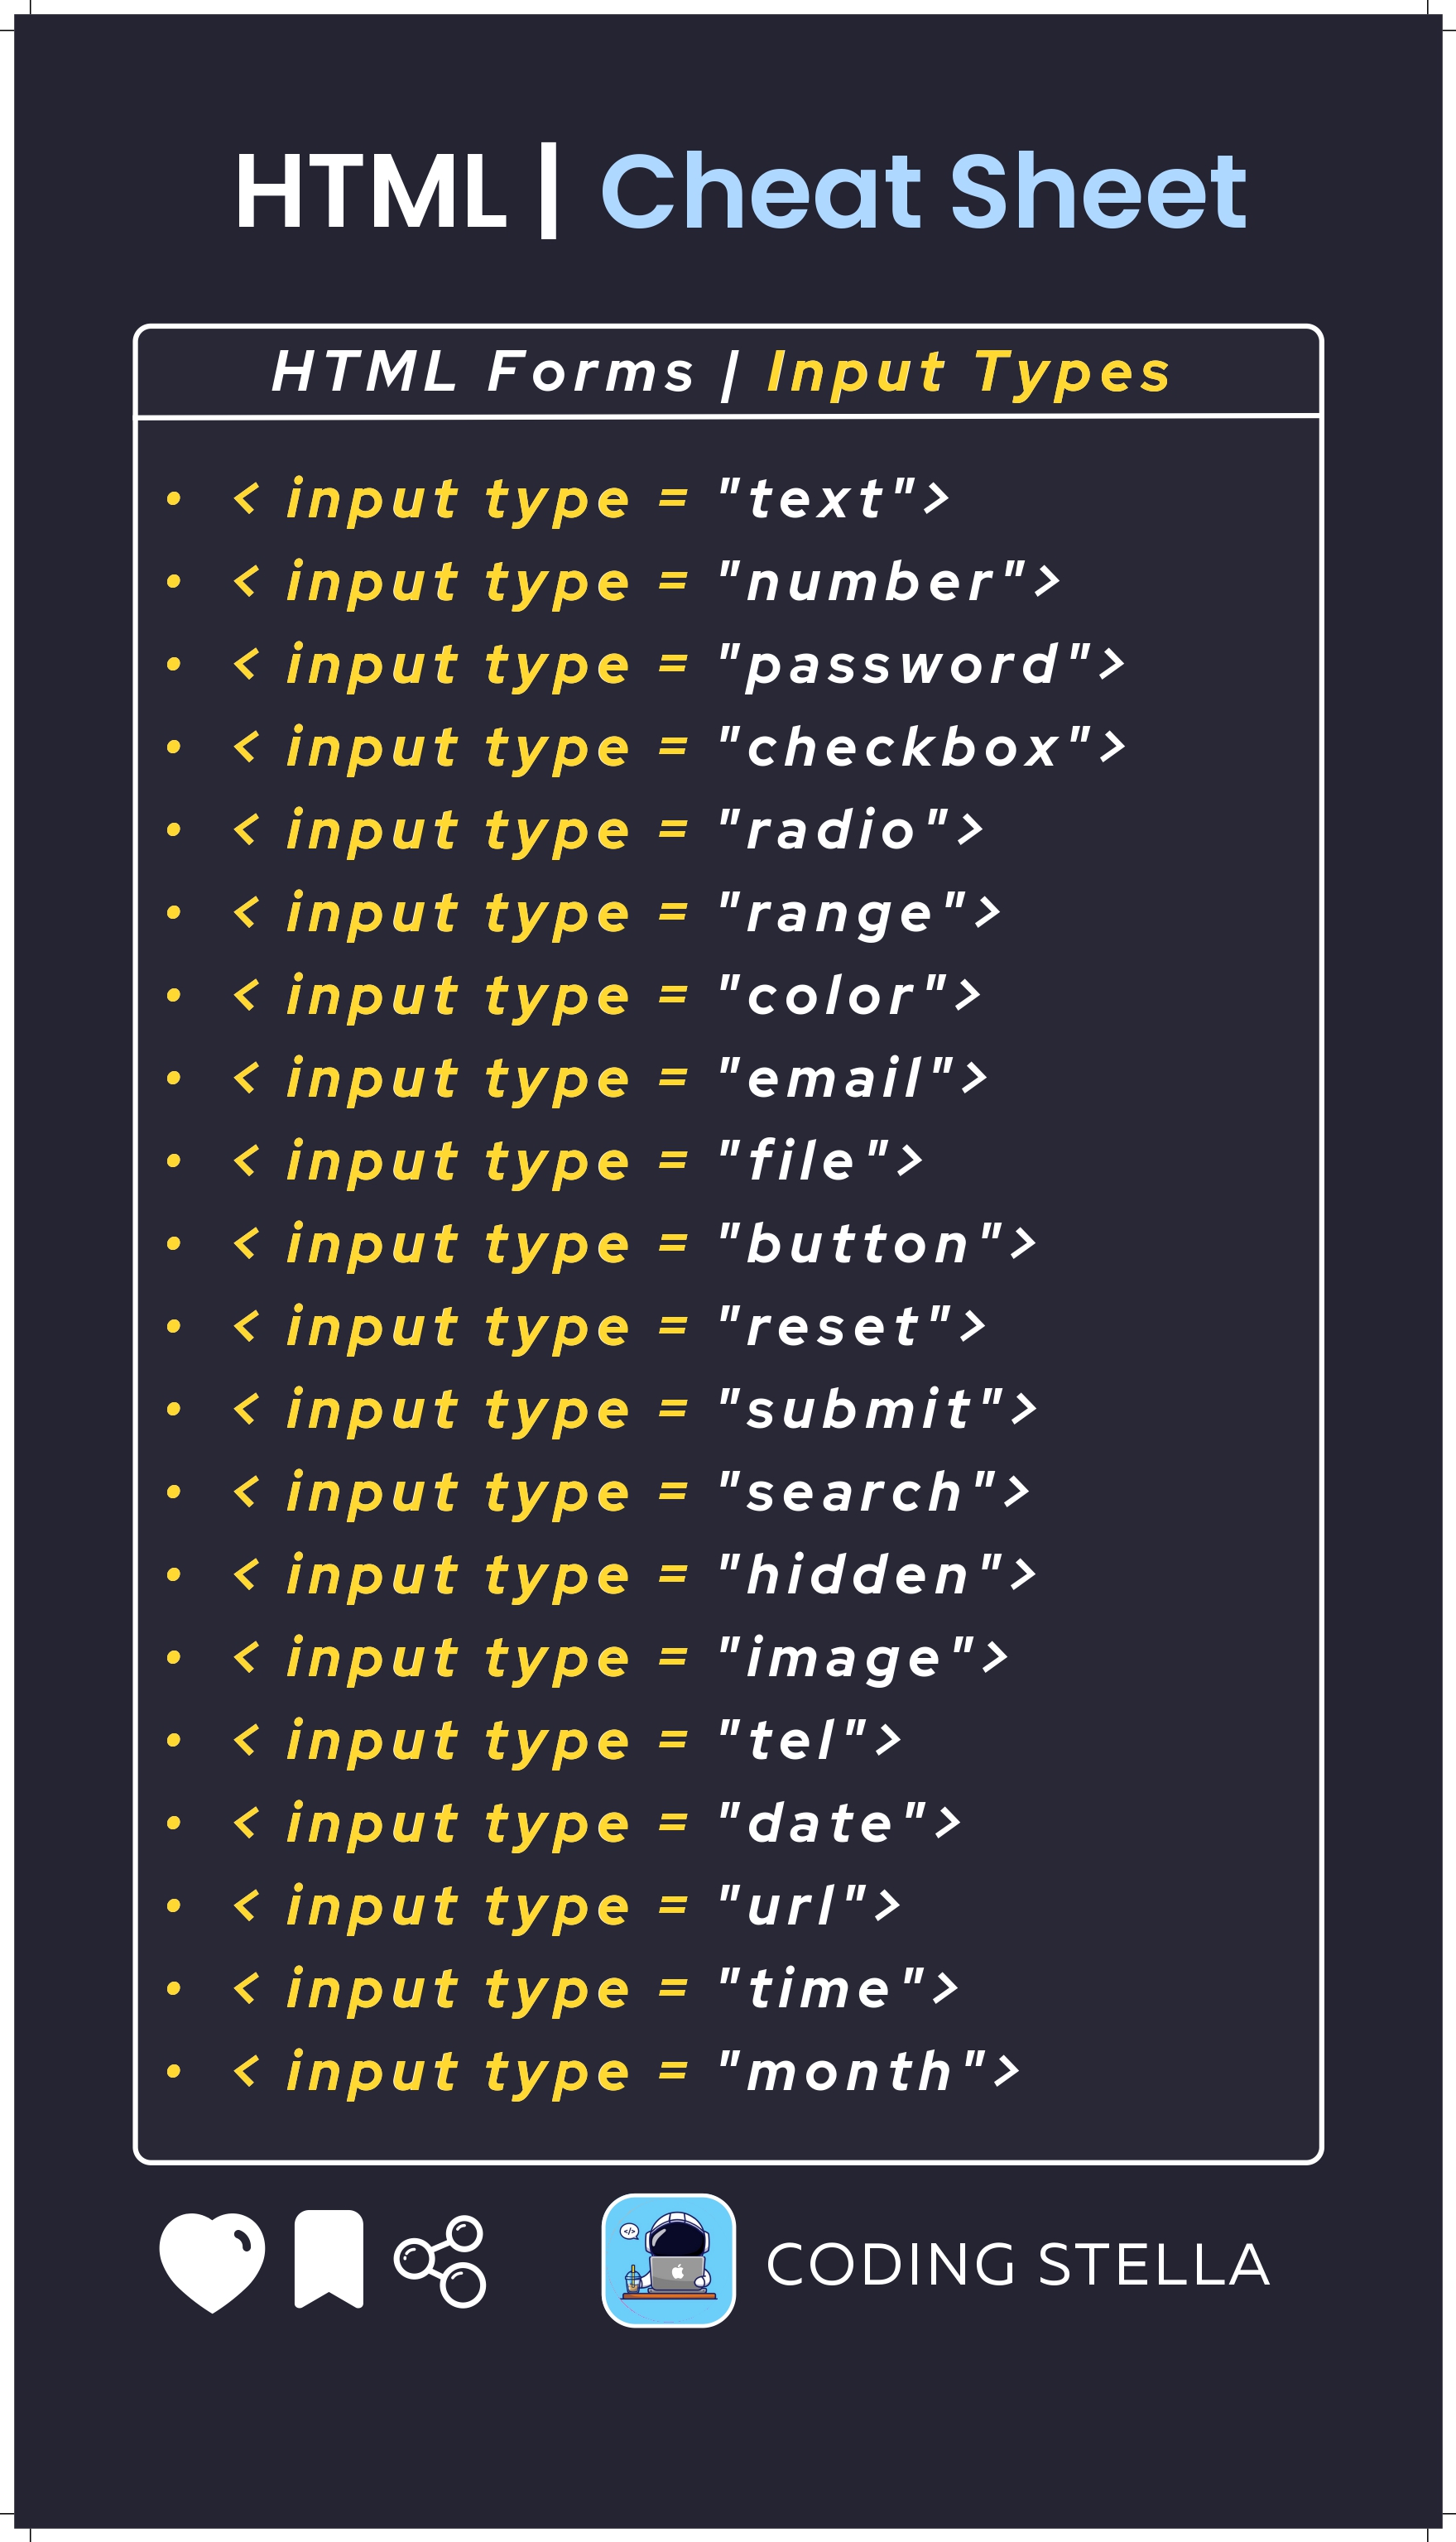 HTML | Cheat Sheet
HTML Forms | Input Types
• < input type = "text">
• < input type = "number">
• < input type = "password">
• < input type = "checkbox">
• < input type = "radio">
• < input type = "range">
• < input type = "color">
• < input type = "email">
• < input type = "file">
• < input type = "button">
• < input type = "reset">
• < input type = "submit">
• < input type = "search">
• < input type = "hidden">
• < input type = "image">
• < input type = "tel">
• < input type = "date">
• < input type = "url">
• < input type = "time">
• < input type = "month">
</>
CODING STELLA